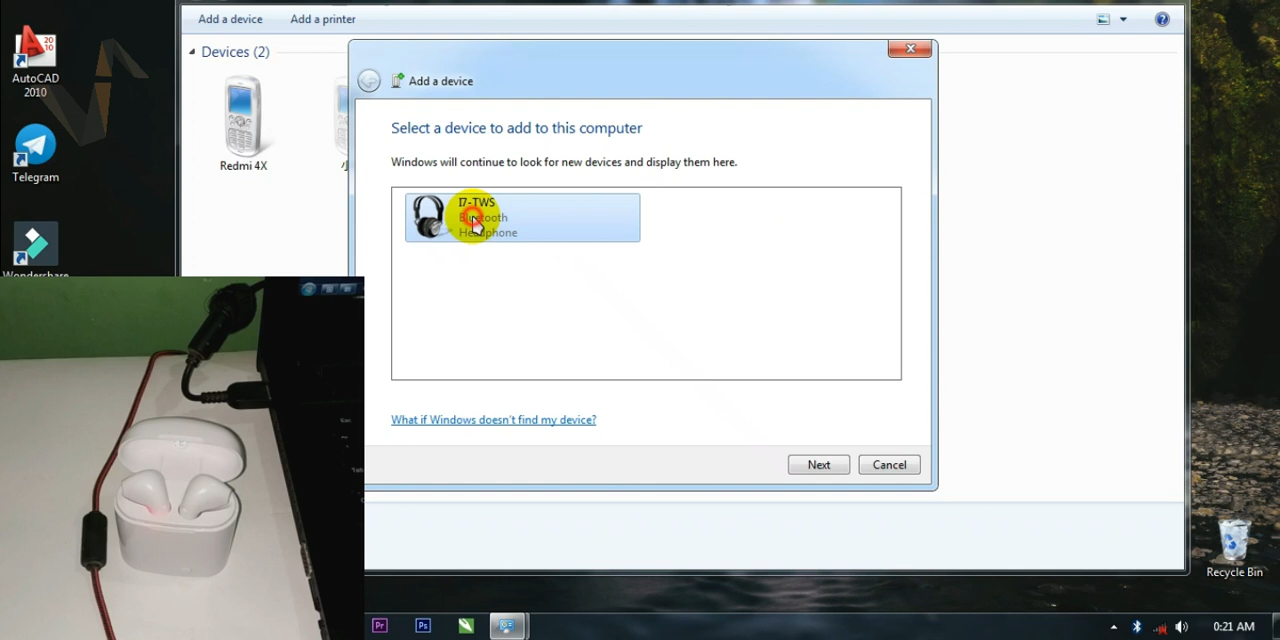 Add a device
Add a printer
Devices (2)
Redmi 4X
Add a device
Select a device to add to this computer
Windows will continue to look for new devices and display them here.
I7-TWS
Bluetooth
Headphone
What if Windows doesn't find my device?
Next
Cancel
AutoCAD
2010
Telegram
Wondershare
Recycle Bin
Pr
Ps
0:21 AM